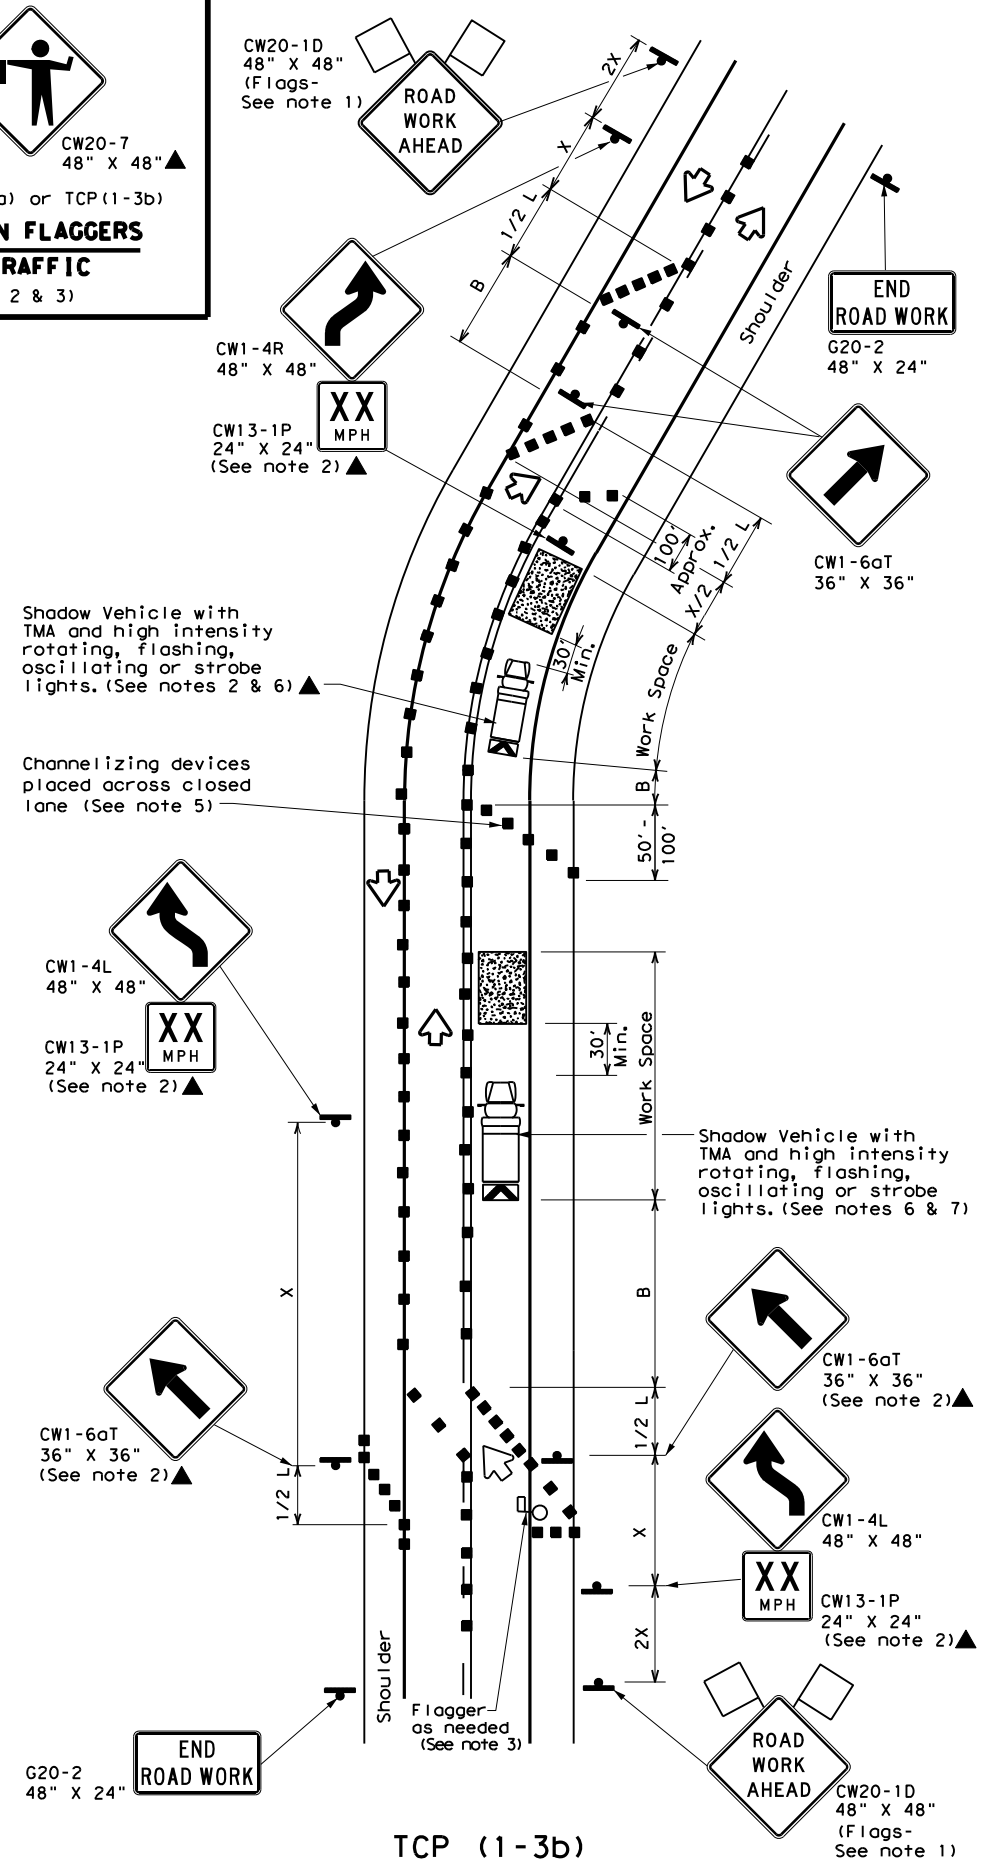 CW20-7
48" X 48"
a) or TCP(1-3b)
N FLAGGERS
RAFFIC
2 & 3)
CW20-1D
48" X 48"
(Flags-
See note 1)
ROAD
WORK
AHEAD
2X
X
1/2 L
B
CW1-4R
48" X 48"
XX
MPH
CW13-1P
24" X 24"
(See note 2)
Shoulder
END
ROAD WORK
G20-2
48" X 24"
CW1-6aT
36" X 36"
100'
Approx.
1/2 L
X/2
30'
Min.
Work Space
B
50' -
100'
Shadow Vehicle with
TMA and high intensity
rotating, flashing,
oscillating or strobe
lights. (See notes 2 & 6)
Channelizing devices
placed across closed
lane (See note 5)
CW1-4L
48" X 48"
XX
MPH
CW13-1P
24" X 24"
(See note 2)
30'
Min.
Work Space
Shadow Vehicle with
TMA and high intensity
rotating, flashing,
oscillating or strobe
lights. (See notes 6 & 7)
X
B
CW1-6aT
36" X 36"
(See note 2)
1/2 L
CW1-6aT
36" X 36"
(See note 2)
1/2 L
X
CW1-4L
48" X 48"
XX
MPH
CW13-1P
24" X 24"
(See note 2)
2X
Shoulder
Flagger
as needed
(See note 3)
END
ROAD WORK
G20-2
48" X 24"
ROAD
WORK
AHEAD
CW20-1D
48" X 48"
(Flags-
See note 1)
TCP (1-3b)